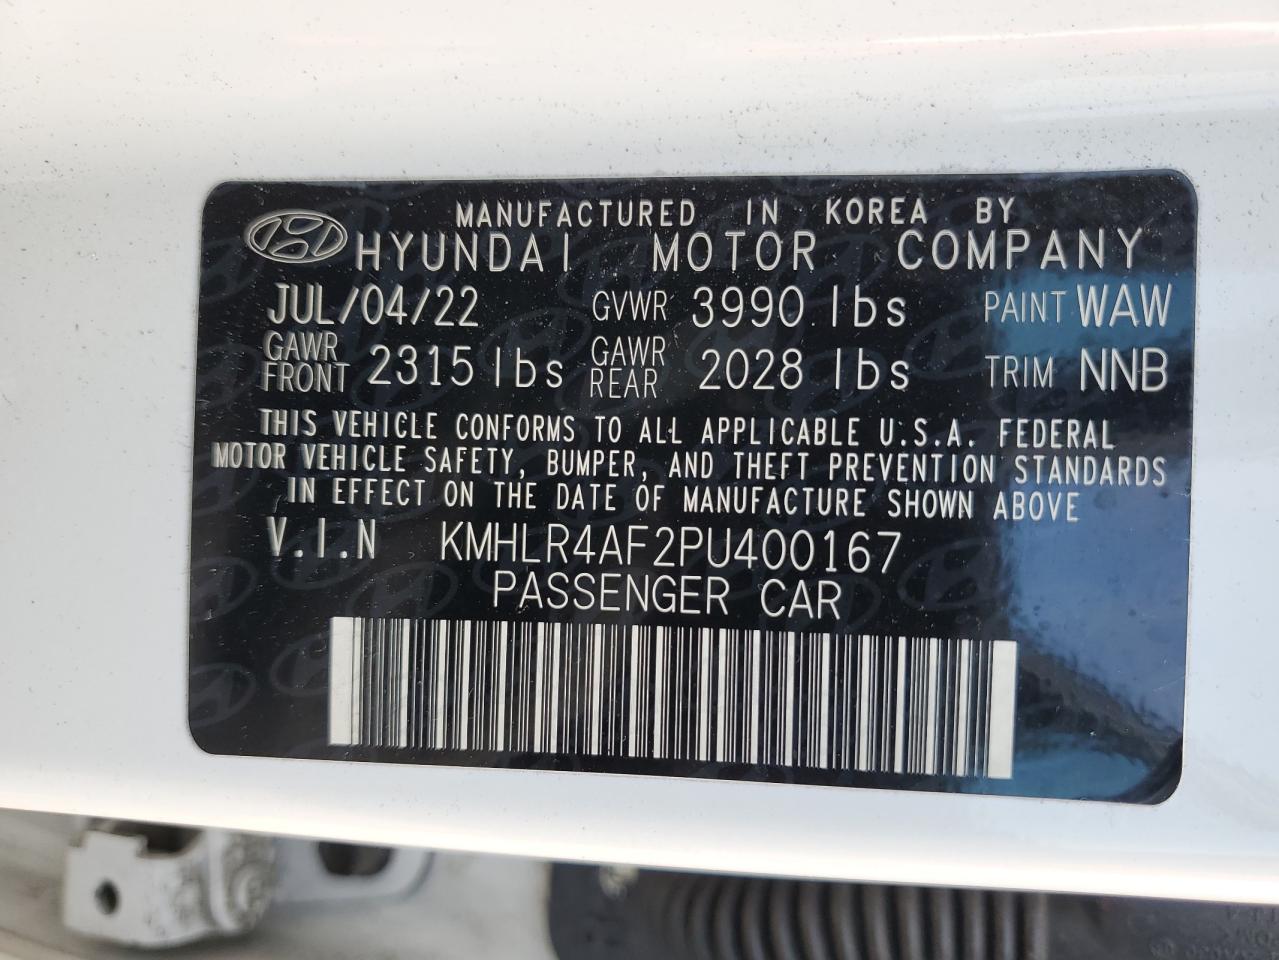 MANUFACTURED IN KOREA BY
HYUNDAI MOTOR COMPANY
JUL/04/22 GVWR 3990 lbs PAINT WAW
GAWR FRONT 2315 lbs GAWR REAR 2028 lbs TRIM NNB
THIS VEHICLE CONFORMS TO ALL APPLICABLE U.S.A. FEDERAL
MOTOR VEHICLE SAFETY, BUMPER, AND THEFT PREVENTION STANDARDS
IN EFFECT ON THE DATE OF MANUFACTURE SHOWN ABOVE
V.I.N KMHLR4AF2PU400167
PASSENGER CAR